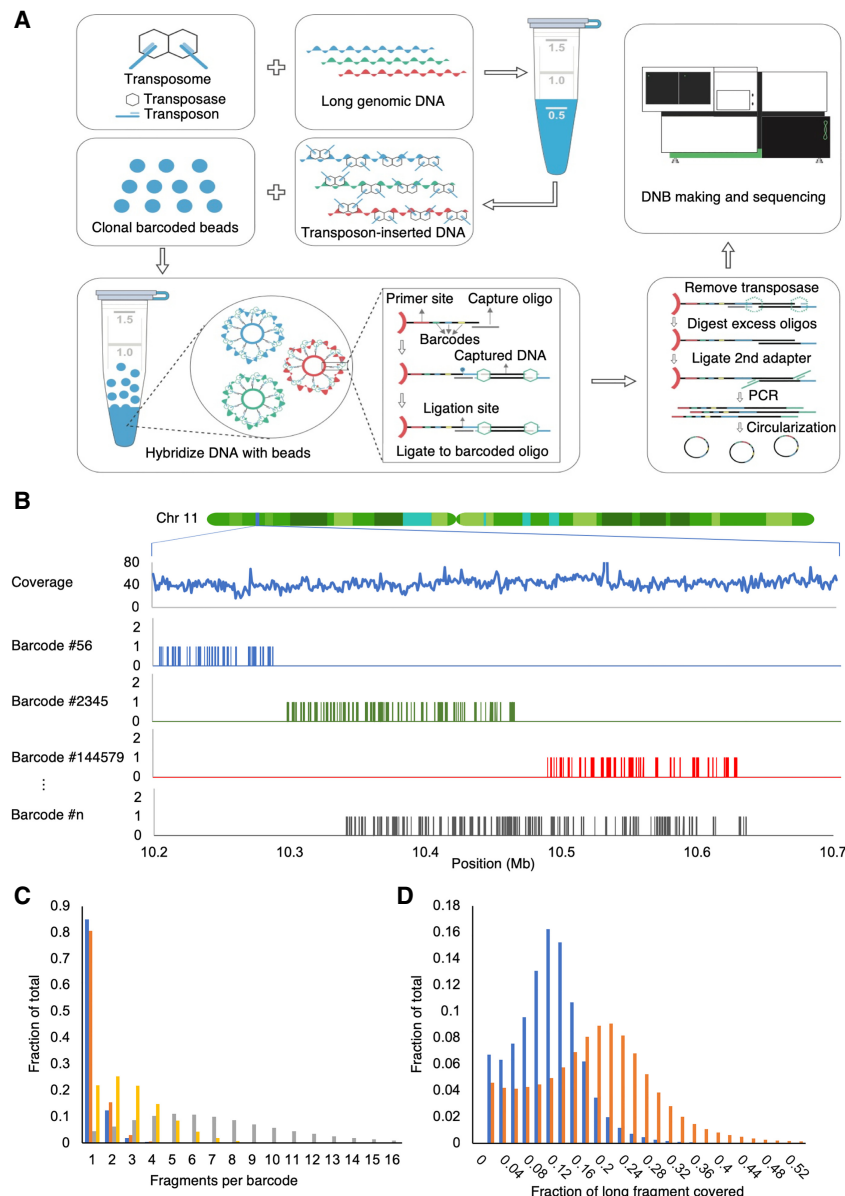 A
Transposome
Transposase
Transposon
Long genomic DNA
1.5
1.0
0.5
Clonal barcoded beads
Transposon-inserted DNA
DNB making and sequencing
1.5
1.0
Hybridize DNA with beads
Primer site
Capture oligo
Barcodes
Captured DNA
Ligation site
Ligate to barcoded oligo
Remove transposase
Digest excess oligos
Ligate 2nd adapter
PCR
Circularization
B
Chr 11
Coverage
80
40
0
Barcode #56
2
1
0
Barcode #2345
2
1
0
Barcode #144579
2
1
0
⋮
Barcode #n
2
1
0
10.2 10.3 10.4 10.5 10.6 10.7
Position (Mb)
C
Fraction of total
0.9
0.8
0.7
0.6
0.5
0.4
0.3
0.2
0.1
0
1 2 3 4 5 6 7 8 9 10 11 12 13 14 15 16
Fragments per barcode
D
Fraction of total
0.18
0.16
0.14
0.12
0.1
0.08
0.06
0.04
0.02
0
0 0.04 0.08 0.12 0.16 0.2 0.24 0.28 0.32 0.36 0.4 0.44 0.48 0.52
Fraction of long fragment covered